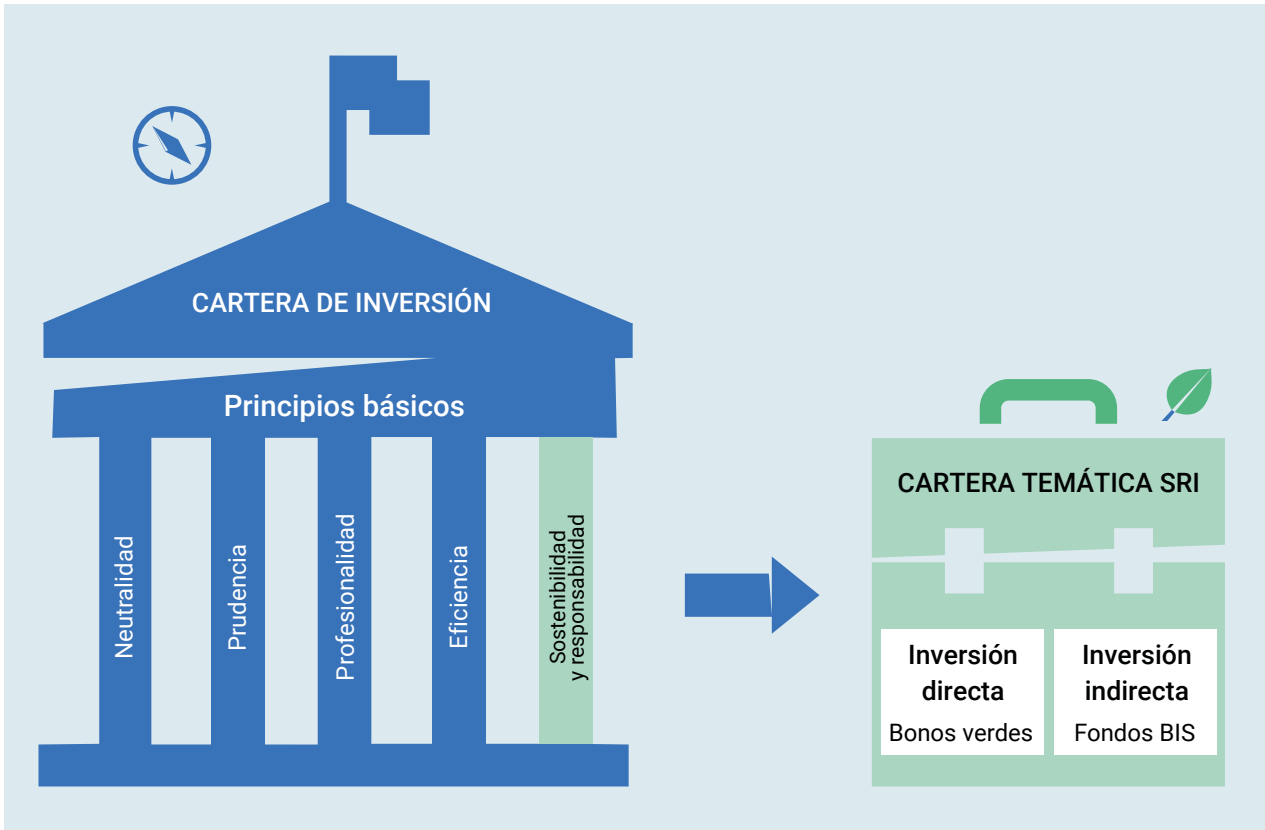 CARTERA DE INVERSIÓN
Principios básicos
Neutralidad
Prudencia
Profesionalidad
Eficiencia
Sostenibilidad
y responsabilidad
CARTERA TEMÁTICA SRI
Inversión
directa
Bonos verdes
Inversión
indirecta
Fondos BIS